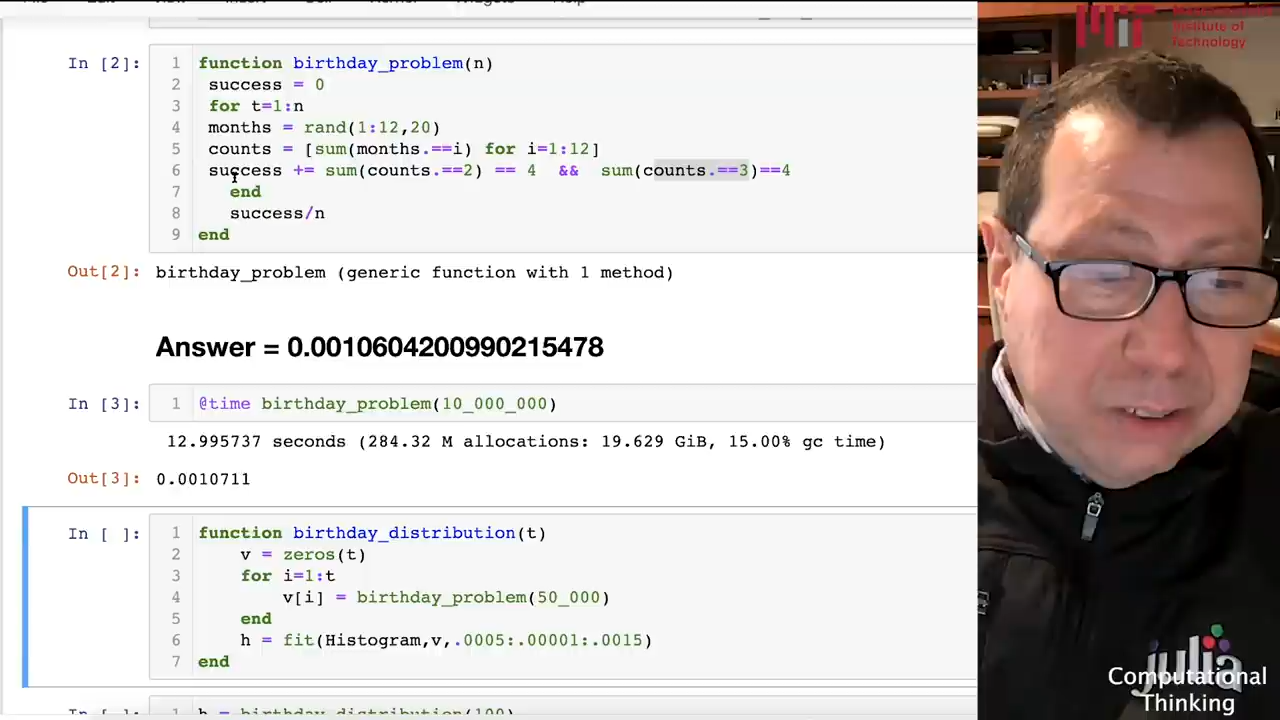 In [2]:
1 function birthday_problem(n)
2 success = 0
3 for t=1:n
4 months = rand(1:12,20)
5 counts = [sum(months.==i) for i=1:12]
6 success += sum(counts.==2) == 4 && sum(counts.==3)==4
7 end
8 success/n
9 end
Out[2]: birthday_problem (generic function with 1 method)
Answer = 0.0010604200990215478
In [3]: 1 @time birthday_problem(10_000_000)
12.995737 seconds (284.32 M allocations: 19.629 GiB, 15.00% gc time)
Out[3]: 0.0010711
In [ ]:
1 function birthday_distribution(t)
2 v = zeros(t)
3 for i=1:t
4 v[i] = birthday_problem(50_000)
5 end
6 h = fit(Histogram,v,.0005:.00001:.0015)
7 end
Massachusetts
Institute of
Technology
julia
Computational
Thinking